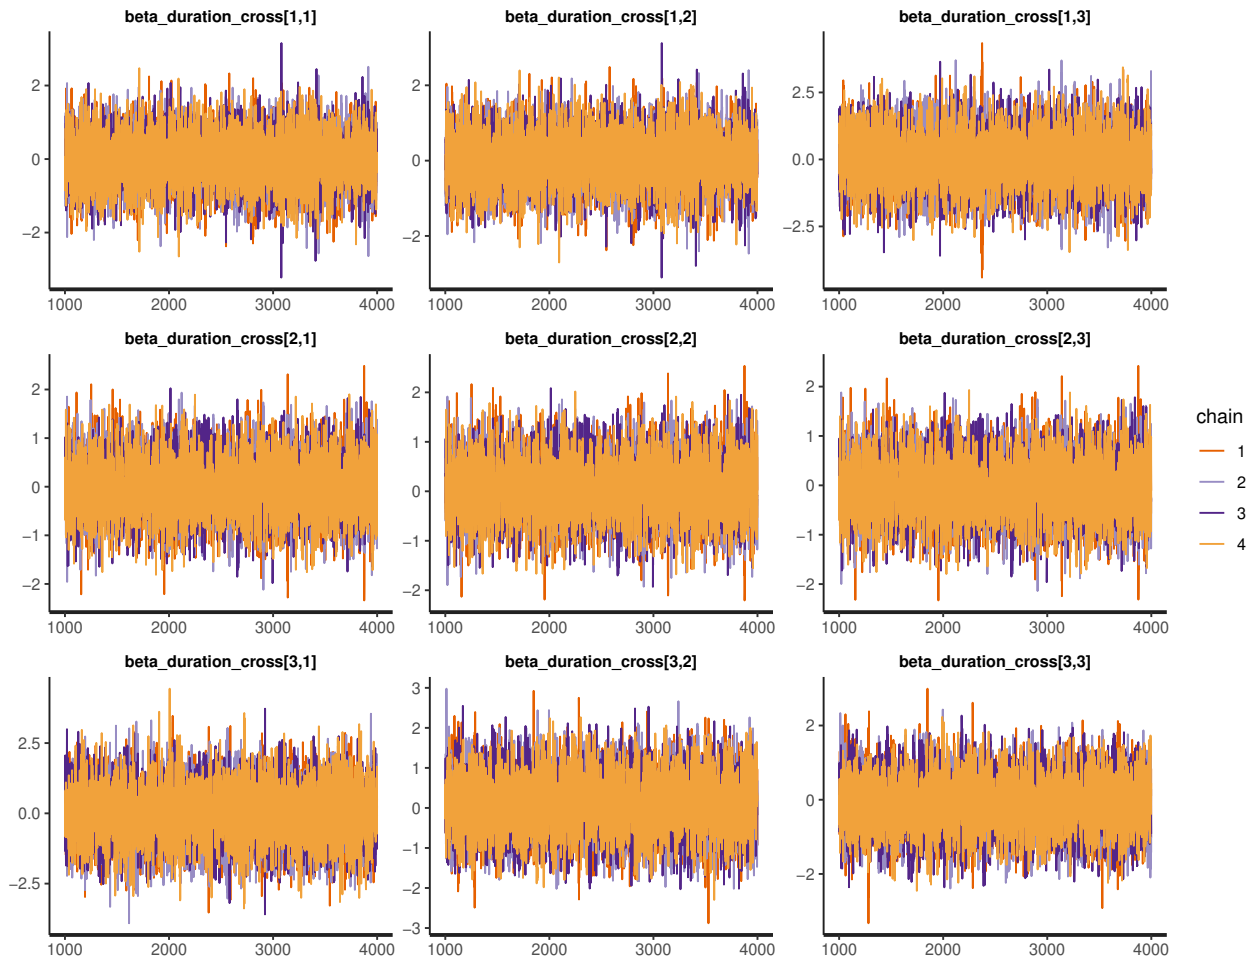 beta_duration_cross[1,1] beta_duration_cross[1,2] beta_duration_cross[1,3]
2 2 2.5
0 0 0.0
−2 −2 −2.5
1000 2000 3000 4000 1000 2000 3000 4000 1000 2000 3000 4000
beta_duration_cross[2,1] beta_duration_cross[2,2] beta_duration_cross[2,3]
2 2 2
1 1 1
0 0 0
−1 −1 −1
−2 −2 −2
1000 2000 3000 4000 1000 2000 3000 4000 1000 2000 3000 4000
chain
1
2
3
4
beta_duration_cross[3,1] beta_duration_cross[3,2] beta_duration_cross[3,3]
3
2.5 2 2
1
0.0 0 0
−1
−2.5 −2 −2
−3
1000 2000 3000 4000 1000 2000 3000 4000 1000 2000 3000 4000